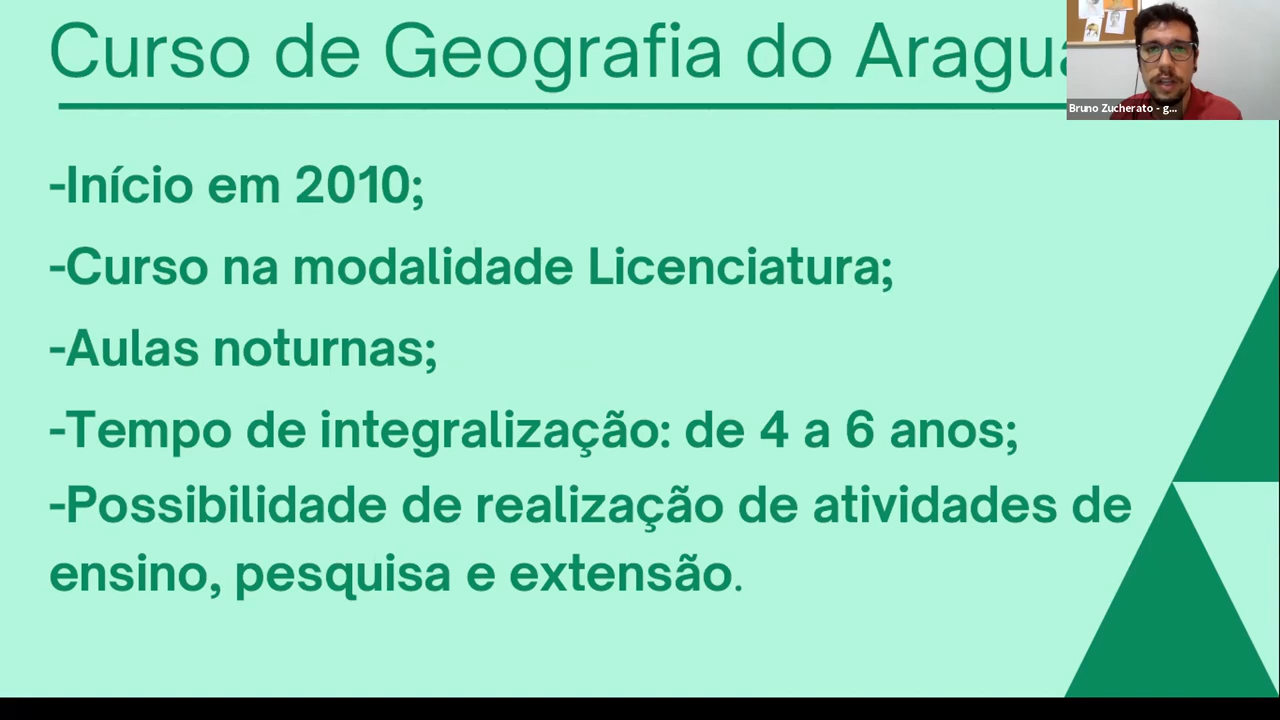 Curso de Geografia do Aragua
Bruno Zucherato - g...
-Início em 2010;
-Curso na modalidade Licenciatura;
-Aulas noturnas;
-Tempo de integralização: de 4 a 6 anos;
-Possibilidade de realização de atividades de
ensino, pesquisa e extensão.